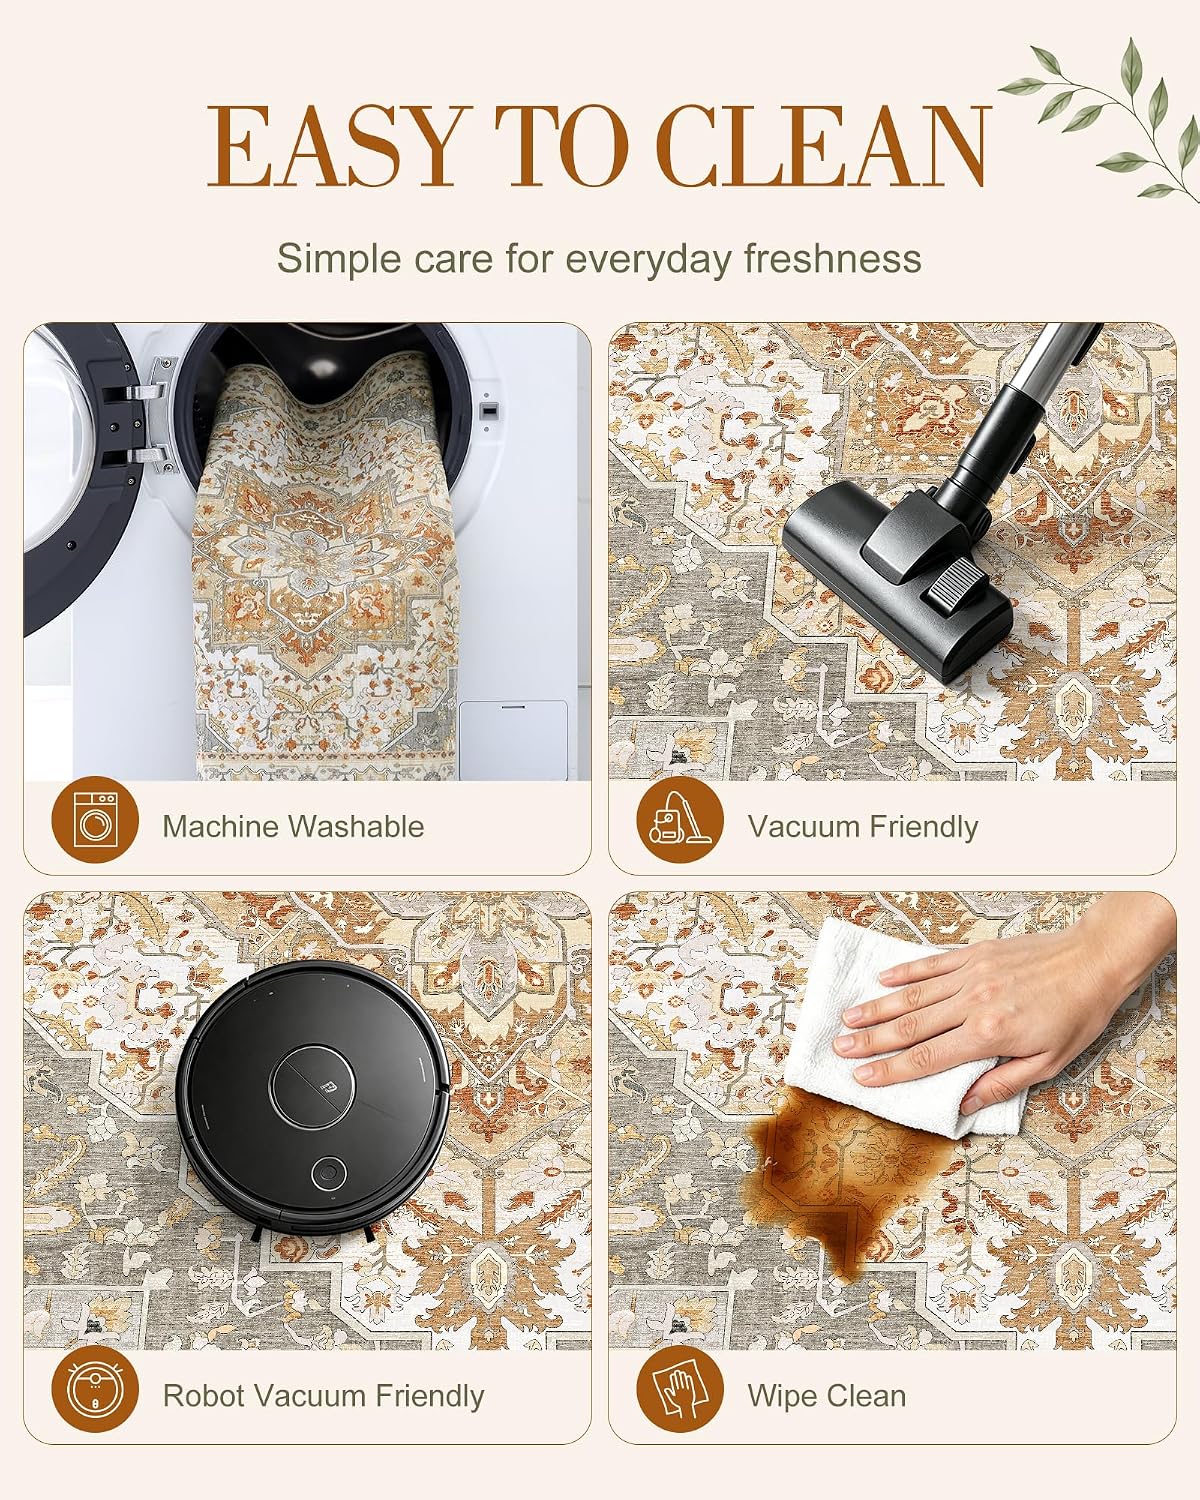 EASY TO CLEAN
Simple care for everyday freshness
Machine Washable
Vacuum Friendly
Robot Vacuum Friendly
Wipe Clean